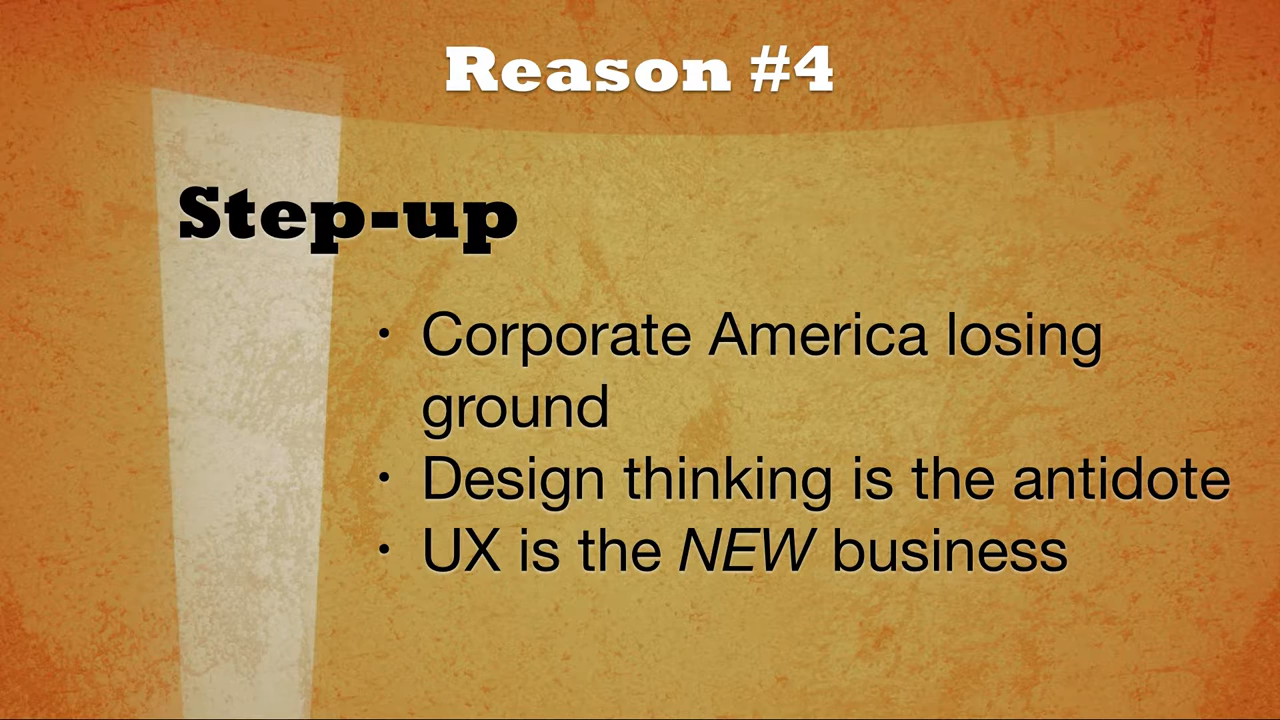 Reason #4
Step-up
• Corporate America losing
ground
• Design thinking is the antidote
• UX is the NEW business